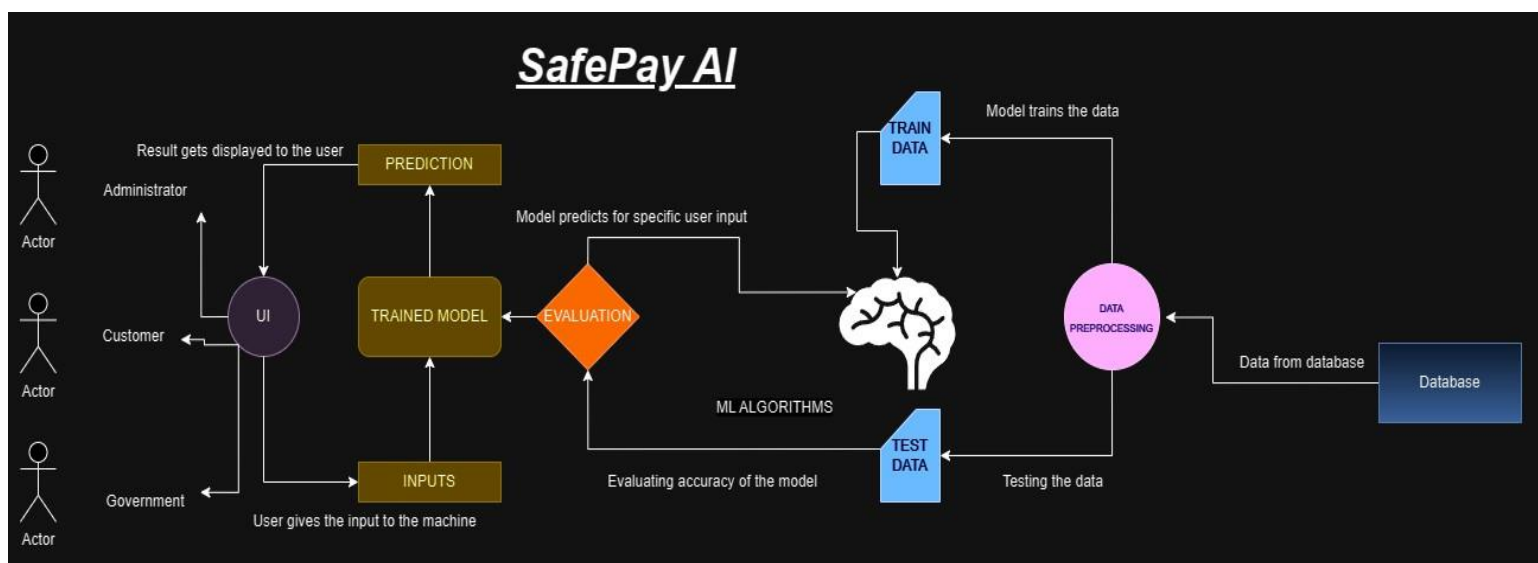 SafePay AI
Model trains the data
TRAIN
DATA
Result gets displayed to the user
PREDICTION
Administrator
Actor
Model predicts for specific user input
UI
TRAINED MODEL
EVALUATION
DATA
PREPROCESSING
Customer
Actor
Data from database
Database
ML ALGORITHMS
TEST
DATA
INPUTS
Evaluating accuracy of the model
Testing the data
Government
User gives the input to the machine
Actor